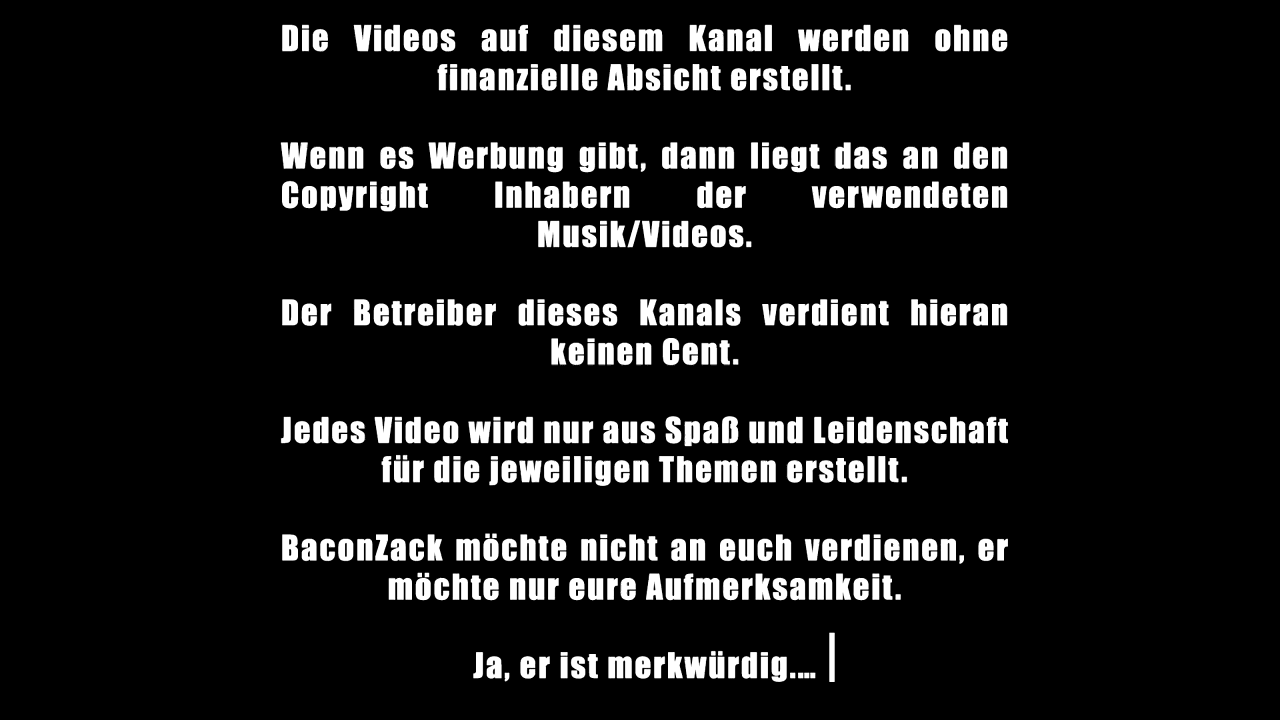 Die Videos auf diesem Kanal werden ohne
finanzielle Absicht erstellt.
Wenn es Werbung gibt, dann liegt das an den
Copyright Inhabern der verwendeten
Musik/Videos.
Der Betreiber dieses Kanals verdient hieran
keinen Cent.
Jedes Video wird nur aus Spaß und Leidenschaft
für die jeweiligen Themen erstellt.
BaconZack möchte nicht an euch verdienen, er
möchte nur eure Aufmerksamkeit.
Ja, er ist merkwürdig....